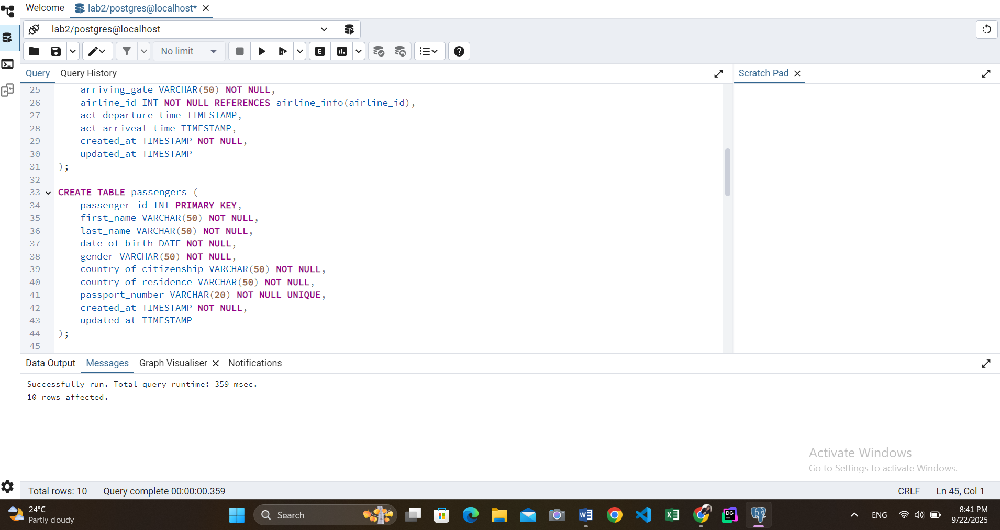 Welcome lab2/postgres@localhost*
lab2/postgres@localhost
No limit E
Query Query History Scratch Pad
25 arriving_gate VARCHAR(50) NOT NULL,
26 airline_id INT NOT NULL REFERENCES airline_info(airline_id),
27 act_departure_time TIMESTAMP,
28 act_arriveal_time TIMESTAMP,
29 created_at TIMESTAMP NOT NULL,
30 updated_at TIMESTAMP
31 );
32
33 CREATE TABLE passengers (
34 passenger_id INT PRIMARY KEY,
35 first_name VARCHAR(50) NOT NULL,
36 last_name VARCHAR(50) NOT NULL,
37 date_of_birth DATE NOT NULL,
38 gender VARCHAR(50) NOT NULL,
39 country_of_citizenship VARCHAR(50) NOT NULL,
40 country_of_residence VARCHAR(50) NOT NULL,
41 passport_number VARCHAR(20) NOT NULL UNIQUE,
42 created_at TIMESTAMP NOT NULL,
43 updated_at TIMESTAMP
44 );
45
Data Output Messages Graph Visualiser Notifications
Successfully run. Total query runtime: 359 msec.
10 rows affected.
Activate Windows
Go to Settings to activate Windows.
Total rows: 10 Query complete 00:00:00.359 CRLF Ln 45, Col 1
24°C
Partly cloudy
Search
DG
ENG
8:41 PM
9/22/2025